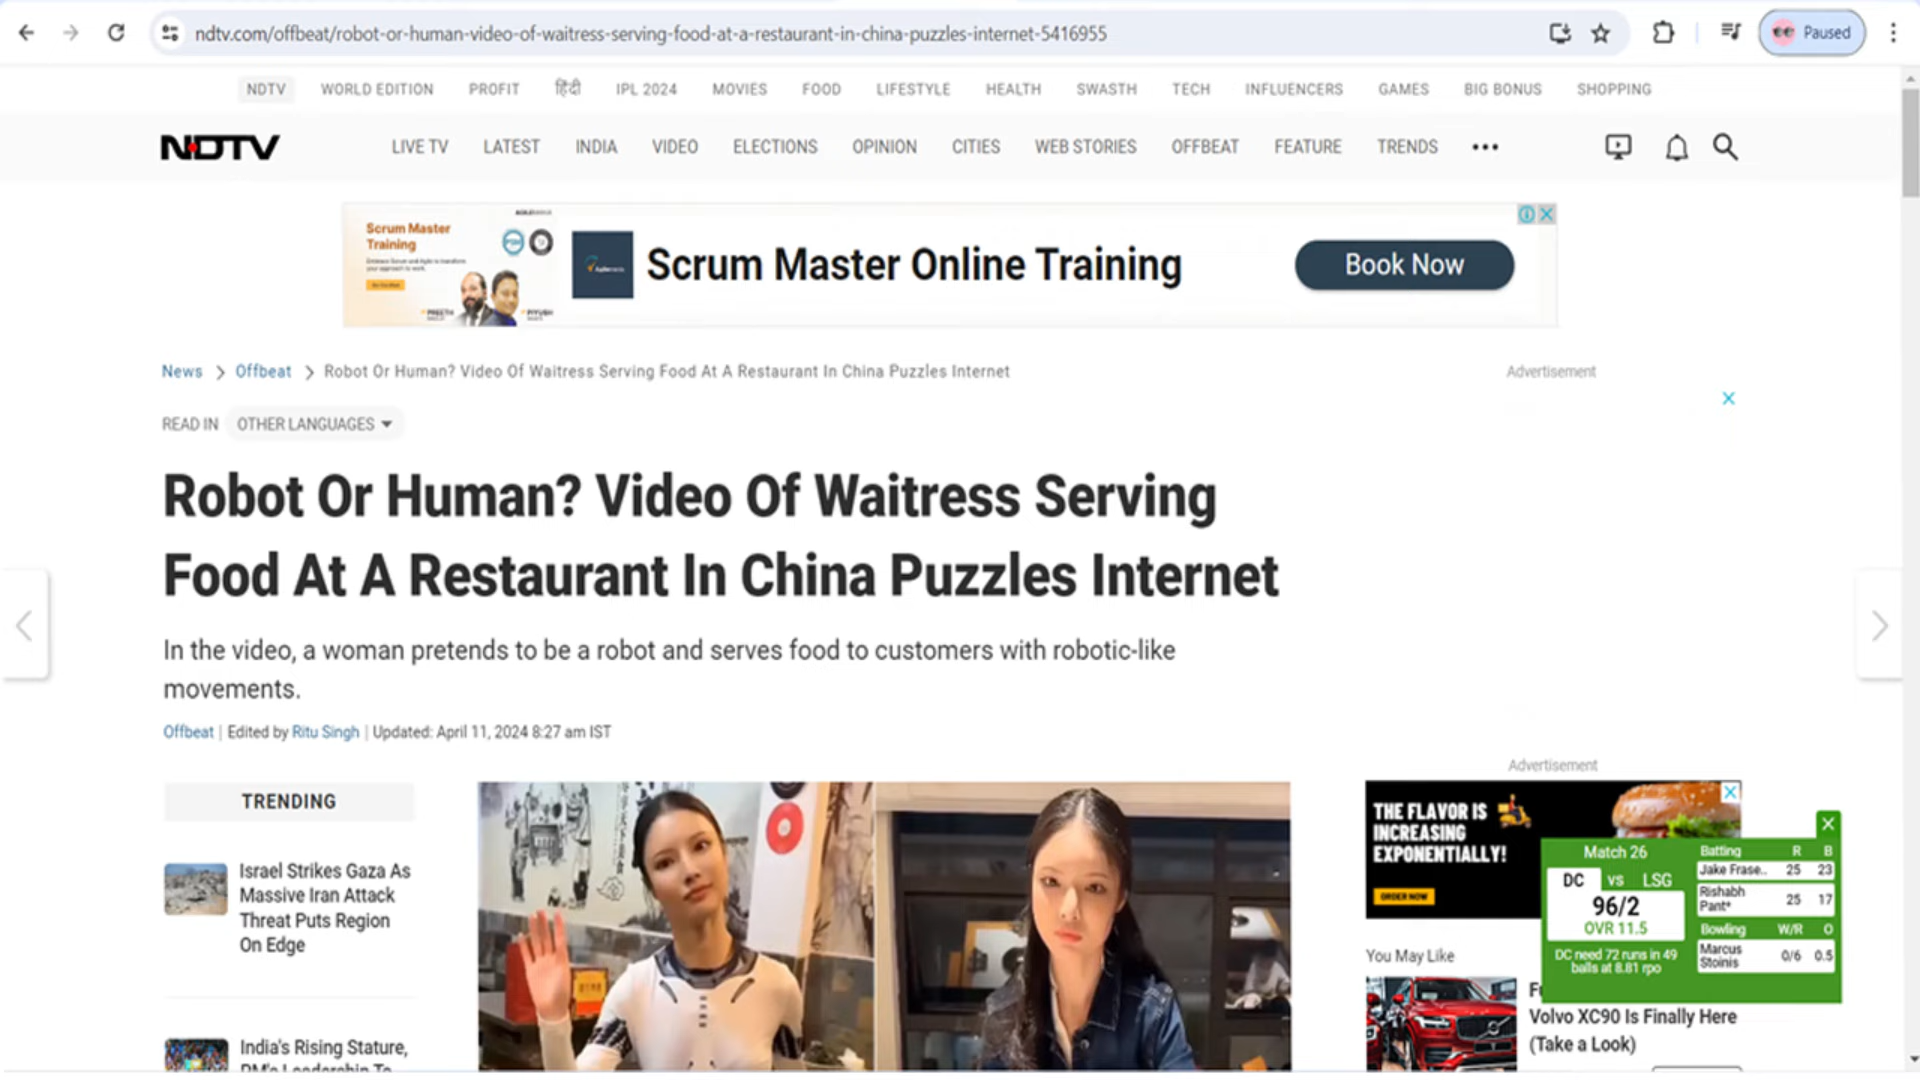 ndtv.com/offbeat/robot-or-human-video-of-waitress-serving-food-at-a-restaurant-in-china-puzzles-internet-5416955
Paused
NDTV WORLD EDITION PROFIT हिंदी IPL 2024 MOVIES FOOD LIFESTYLE HEALTH SWASTH TECH INFLUENCERS GAMES BIG BONUS SHOPPING
NDTV LIVE TV LATEST INDIA VIDEO ELECTIONS OPINION CITIES WEB STORIES OFFBEAT FEATURE TRENDS
Scrum Master
Training
Scrum Master Online Training
Book Now
News > Offbeat > Robot Or Human? Video Of Waitress Serving Food At A Restaurant In China Puzzles Internet
Advertisement
READ IN OTHER LANGUAGES
Robot Or Human? Video Of Waitress Serving
Food At A Restaurant In China Puzzles Internet
In the video, a woman pretends to be a robot and serves food to customers with robotic-like
movements.
Offbeat | Edited by Ritu Singh | Updated: April 11, 2024 8:27 am IST
TRENDING
Israel Strikes Gaza As
Massive Iran Attack
Threat Puts Region
On Edge
India's Rising Stature,
PM's Leadership To
Advertisement
THE FLAVOR IS
INCREASING
EXPONENTIALLY!
ORDER NOW
Match 26
DC vs LSG
96/2
OVR 11.5
DC need 72 runs in 49
balls at 8.81 rpo
Batting R B
Jake Frase.. 25 23
Rishabh
Pant* 25 17
Bowling W/R O
Marcus
Stoinis 0/6 0.5
You May Like
Volvo XC90 Is Finally Here
(Take a Look)